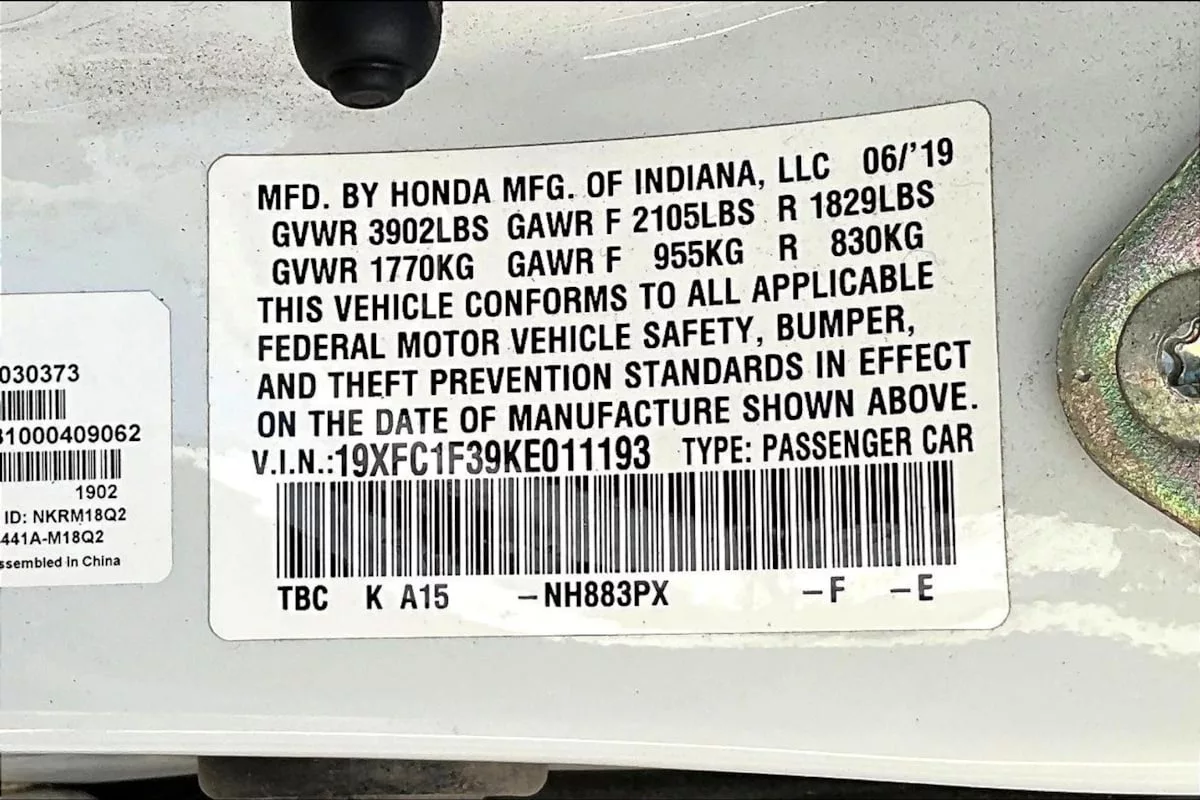 MFD. BY HONDA MFG. OF INDIANA, LLC 06/'19
GVWR 3902LBS GAWR F 2105LBS R 1829LBS
GVWR 1770KG GAWR F 955KG R 830KG
THIS VEHICLE CONFORMS TO ALL APPLICABLE
FEDERAL MOTOR VEHICLE SAFETY, BUMPER,
AND THEFT PREVENTION STANDARDS IN EFFECT
ON THE DATE OF MANUFACTURE SHOWN ABOVE.
V.I.N.:19XFC1F39KE011193 TYPE: PASSENGER CAR
TBC K A15 –NH883PX –F –E
030373
1000409062
1902
ID: NKRM18Q2
441A-M18Q2
ssembled in China